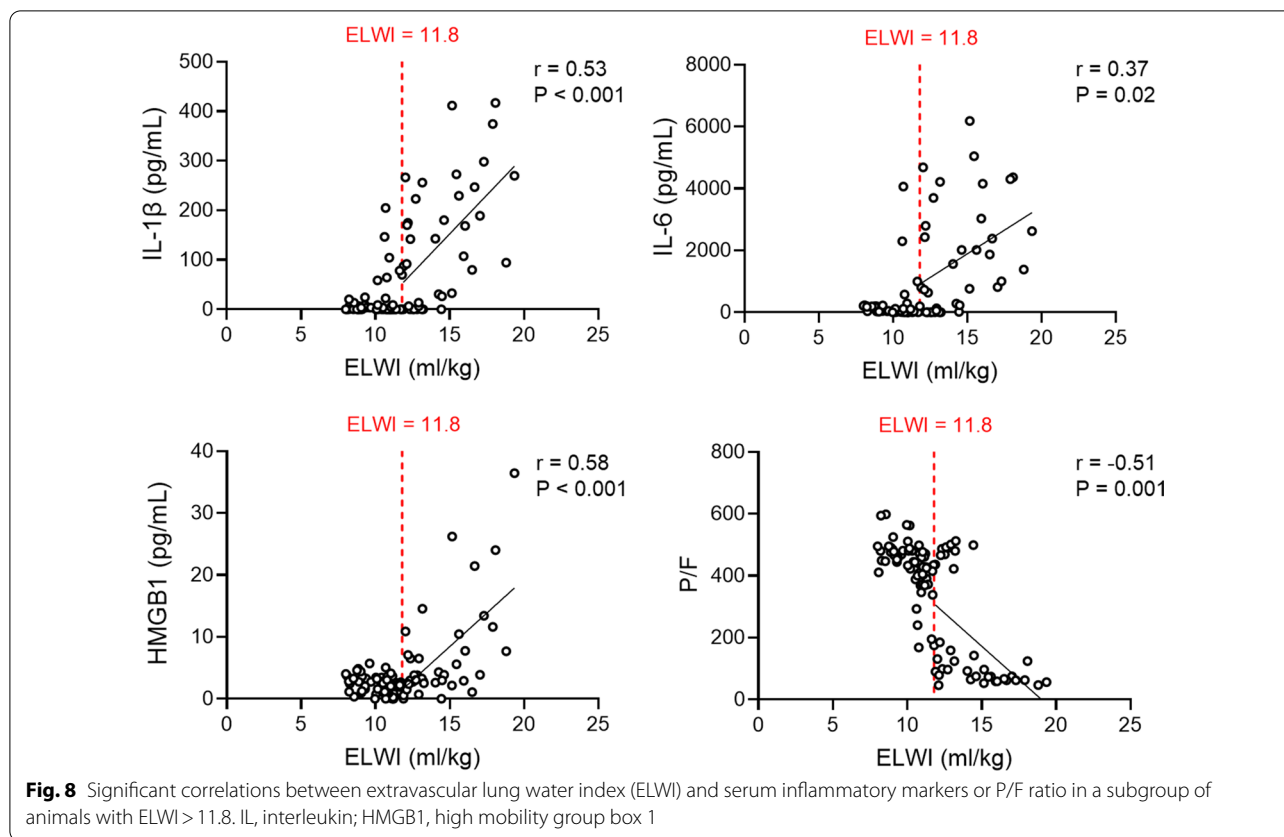 ELWI = 11.8
500
400
300
200
100
0
IL-1β (pg/mL)
r = 0.53
P < 0.001
0 5 10 15 20 25
ELWI (ml/kg)
ELWI = 11.8
8000
6000
4000
2000
0
IL-6 (pg/mL)
r = 0.37
P = 0.02
0 5 10 15 20 25
ELWI (ml/kg)
ELWI = 11.8
40
30
20
10
0
HMGB1 (pg/mL)
r = 0.58
P < 0.001
0 5 10 15 20 25
ELWI (ml/kg)
ELWI = 11.8
800
600
400
200
0
P/F
r = -0.51
P = 0.001
0 5 10 15 20 25
ELWI (ml/kg)
Fig. 8 Significant correlations between extravascular lung water index (ELWI) and serum inflammatory markers or P/F ratio in a subgroup of
animals with ELWI > 11.8. IL, interleukin; HMGB1, high mobility group box 1